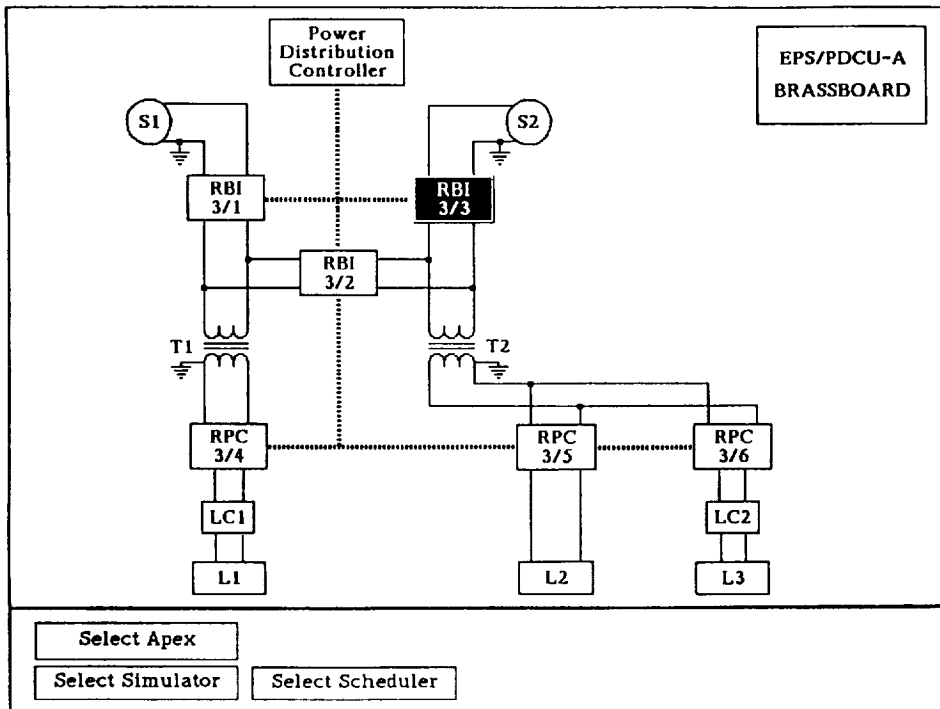 Power
Distribution
Controller
EPS/PDCU-A
BRASSBOARD
S1
S2
RBI
3/1
RBI
3/3
RBI
3/2
T1
T2
RPC
3/4
RPC
3/5
RPC
3/6
LC1
LC2
L1
L2
L3
Select Apex
Select Simulator
Select Scheduler